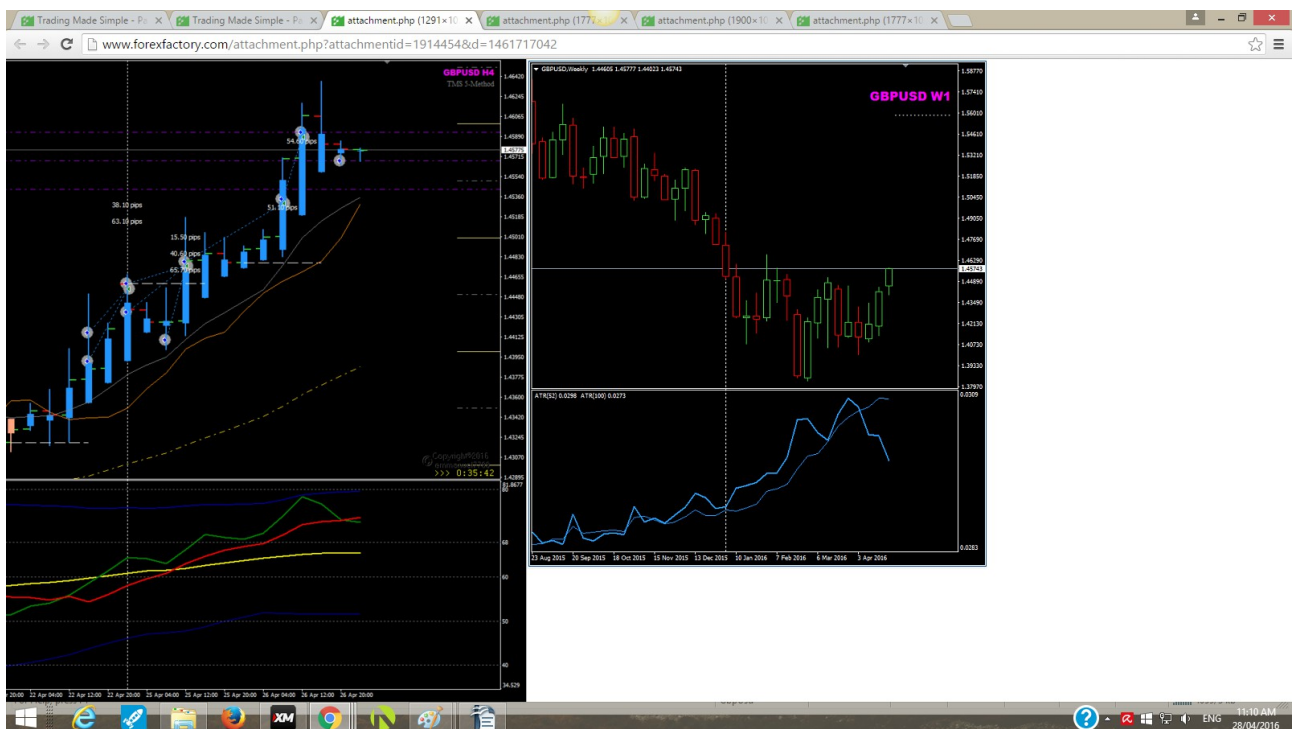 Trading Made Simple - Pa
Trading Made Simple - Pa
attachment.php (1291×10
attachment.php (1777×
attachment.php (1900×10
attachment.php (1777×10
www.forexfactory.com/attachment.php?attachmentid=1914454&d=1461717042
GBPUSD H4
TMS 5-Method
54.60 pips
38.10 pips
63.10 pips
51.10 pips
15.50 pips
40.60 pips
65.70 pips
1.46420
1.46245
1.46065
1.45890
1.45775
1.45715
1.45540
1.45360
1.45185
1.45010
1.44830
1.44655
1.44480
1.44305
1.44125
1.43950
1.43775
1.43600
1.43420
1.43245
1.43070
1.42895
Copyright©2016
>>> 0:35:42
81.8677
80
68
60
50
40
34.529
20:00 22 Apr 04:00 22 Apr 12:00 22 Apr 20:00 25 Apr 04:00 25 Apr 12:00 25 Apr 20:00 26 Apr 04:00 26 Apr 12:00 26 Apr 20:00
GBPUSD,Weekly 1.44605 1.45777 1.44023 1.45743
GBPUSD W1
1.58770
1.57410
1.56010
1.54610
1.53210
1.51850
1.50450
1.49050
1.47690
1.46290
1.45743
1.44890
1.43490
1.42130
1.40730
1.39330
1.37970
ATR(52) 0.0298 ATR(100) 0.0273
0.0309
0.0283
23 Aug 2015 20 Sep 2015 18 Oct 2015 15 Nov 2015 13 Dec 2015 10 Jan 2016 7 Feb 2016 6 Mar 2016 3 Apr 2016
XM
ENG
11:10 AM
28/04/2016